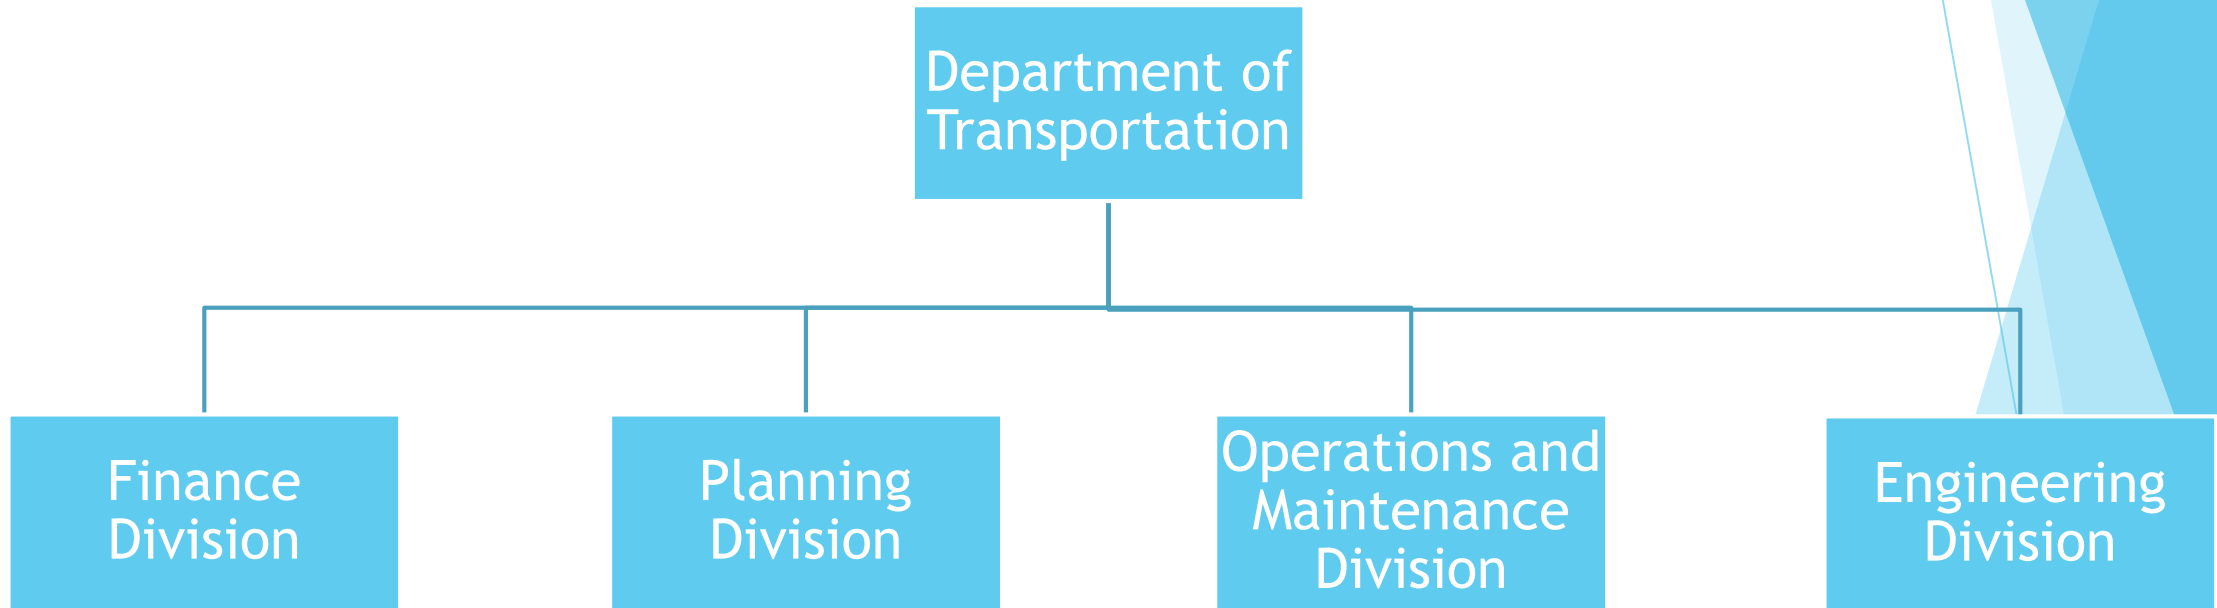 Department of
Transportation
Finance
Division
Planning
Division
Operations and
Maintenance
Division
Engineering
Division